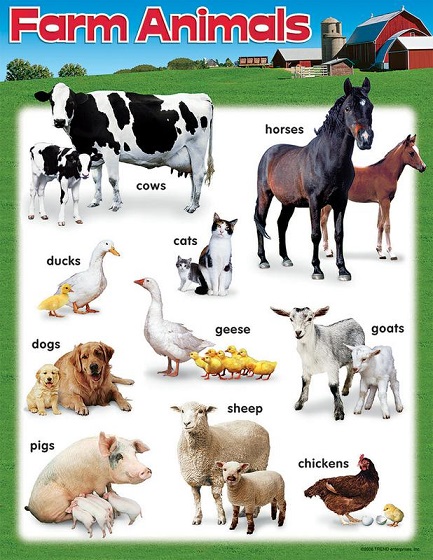 Farm Animals
horses
cows
cats
ducks
geese
goats
dogs
sheep
pigs
chickens
©2006 TREND enterprises, Inc.